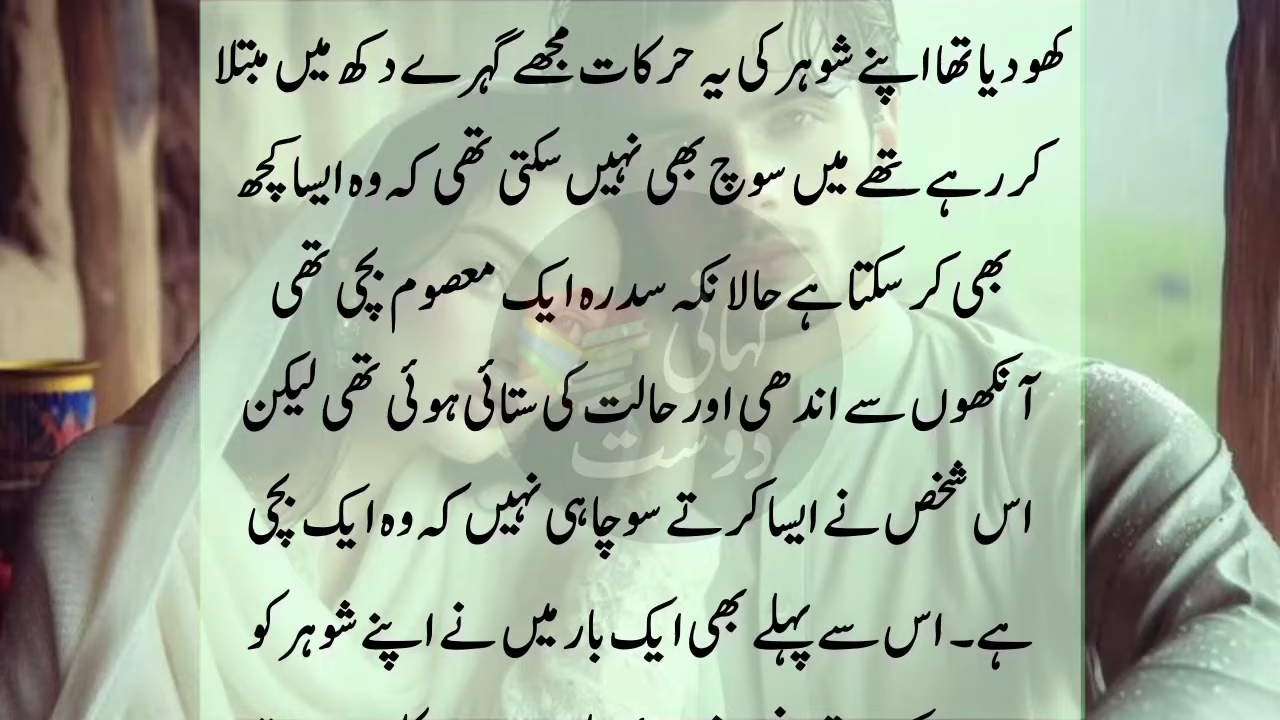 کھو دیا تھا اپنے شوہر کی یہ حرکات مجھے گہرے دکھ میں مبتلا
کر رہے تھے میں سوچ بھی نہیں سکتی تھی کہ وہ ایسا کچھ
بھی کر سکتا ہے حالانکہ سدرہ ایک معصوم بچی تھی
آنکھوں سے اندھی اور حالت کی ستائی ہوئی تھی لیکن
اس شخص نے ایسا کرتے سوچا ہی نہیں کہ وہ ایک بچی
ہے۔ اس سے پہلے بھی ایک بار میں نے اپنے شوہر کو
کہانی
دوست